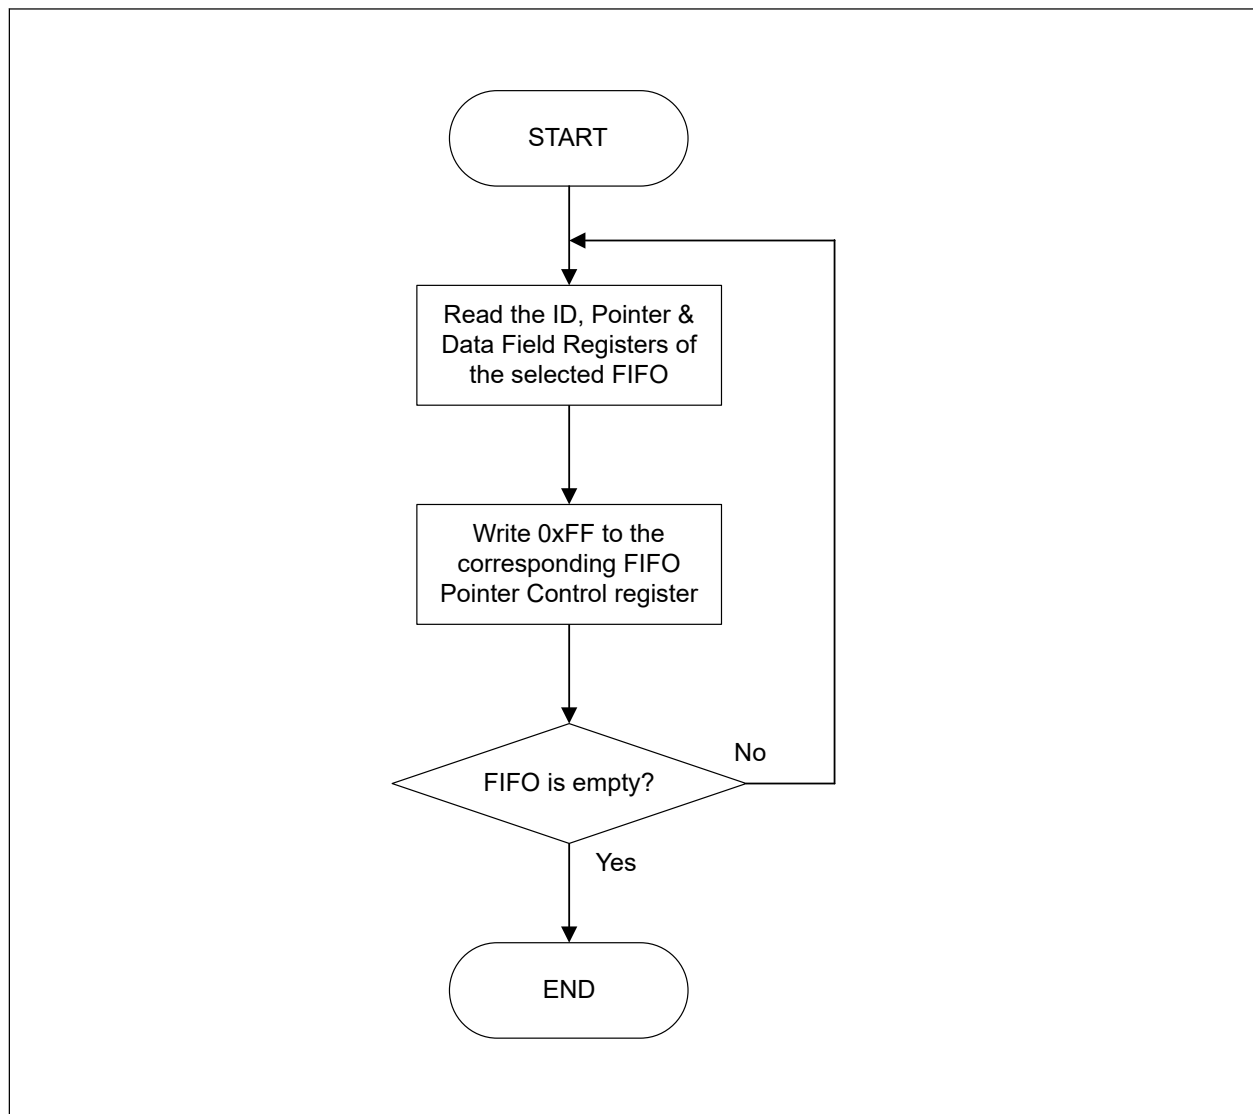 START
Read the ID, Pointer &
Data Field Registers of
the selected FIFO
Write 0xFF to the
corresponding FIFO
Pointer Control register
No
FIFO is empty?
Yes
END